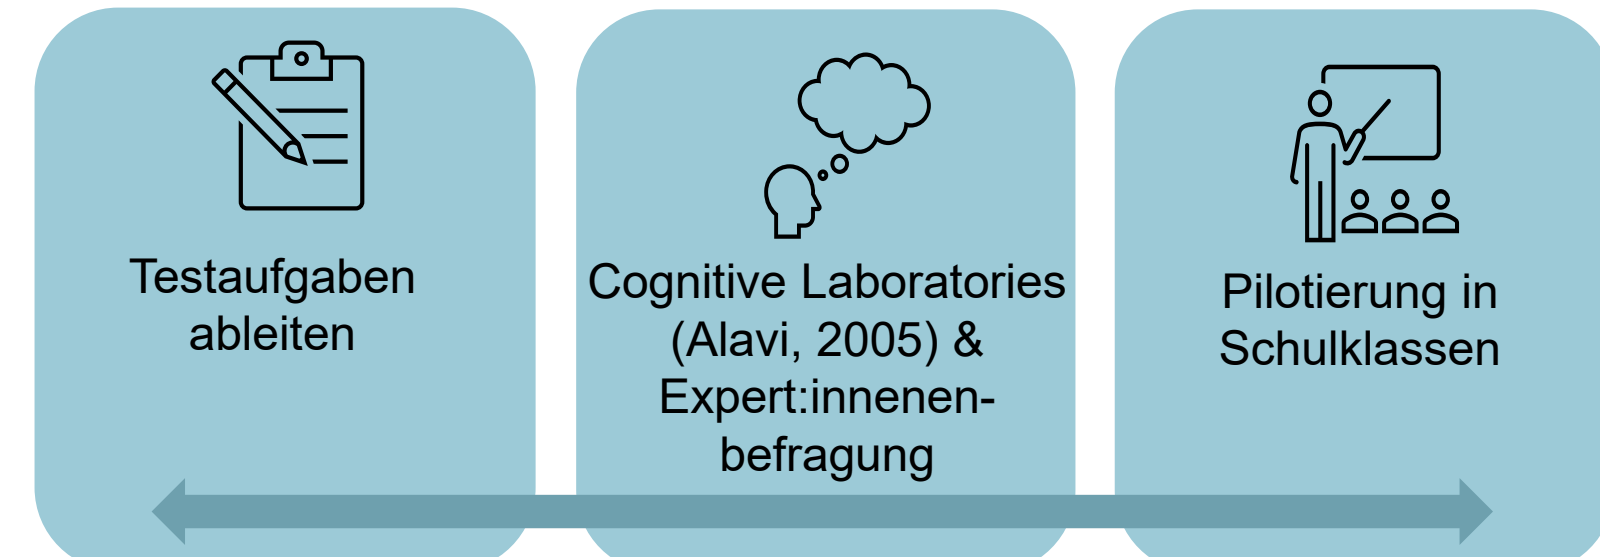 Testaufgaben
ableiten
Cognitive Laboratories
(Alavi, 2005) &
Expert:innenen-
befragung
Pilotierung in
Schulklassen